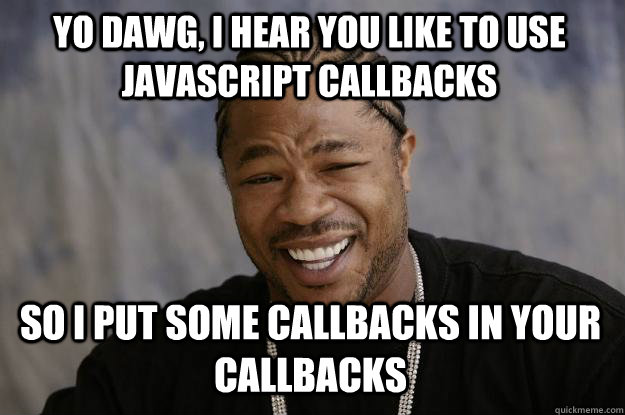 YO DAWG, I HEAR YOU LIKE TO USE
JAVASCRIPT CALLBACKS
SO I PUT SOME CALLBACKS IN YOUR
CALLBACKS
quickmeme.com